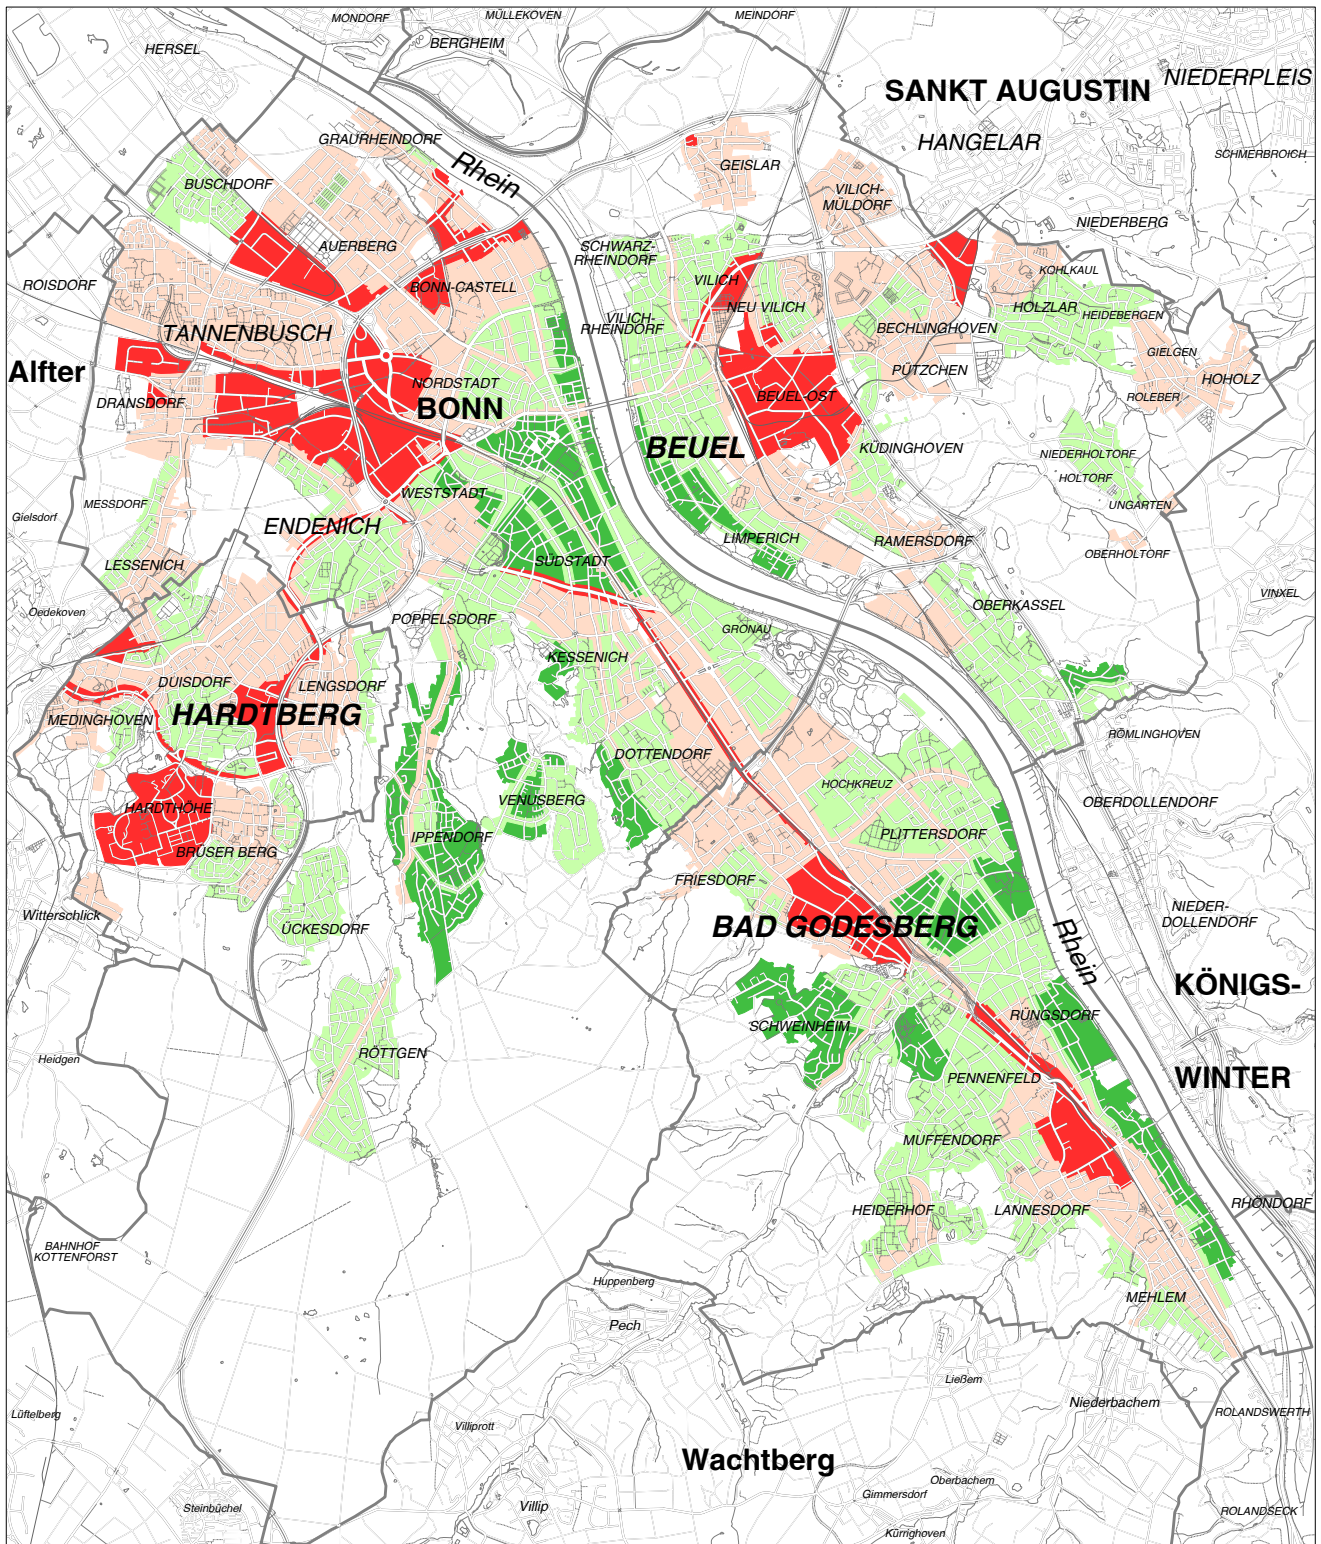 MONDORF
MÜLLEKOVEN
MEINDORF
HERSEL
BERGHEIM
SANKT AUGUSTIN
NIEDERPLEIS
HANGELAR
SCHMERBROICH
GRAURHEINDORF
Rhein
GEISLAR
BUSCHDORF
VILICH-
MÜLDORF
NIEDERBERG
AUERBERG
SCHWARZ-
RHEINDORF
ROISDORF
BONN-CASTELL
VILICH
KOHLKAUL
HOLZLAR
HEIDEBERGEN
NEU VILICH
VILICH-
RHEINDORF
BECHLINGHOVEN
TANNENBUSCH
GIELGEN
Alfter
NORDSTADT
PÜTZCHEN
HOHOLZ
DRANSDORF
BONN
BEUEL-OST
ROLEBER
BEUEL
KÜDINGHOVEN
NIEDERHOLTORF
HOLTORF
MESSDORF
WESTSTADT
UNGARTEN
Gielsdorf
ENDENICH
LIMPERICH
RAMERSDORF
OBERHOLTORF
LESSENICH
SÜDSTADT
VINXEL
Oedekoven
OBERKASSEL
POPPELSDORF
GRONAU
KESSENICH
DUISDORF
LENGSDORF
MEDINGHOVEN
HARDTBERG
RÖMLINGHOVEN
DOTTENDORF
HOCHKREUZ
HARDTHÖHE
VENUSBERG
OBERDOLLENDORF
IPPENDORF
PLITTERSDORF
BRÜSER BERG
FRIESDORF
Witterschlick
ÜCKESDORF
BAD GODESBERG
NIEDER-
DOLLENDORF
Rhein
KÖNIGS-
SCHWEINHEIM
RÜNGSDORF
Heidgen
RÖTTGEN
PENNENFELD
WINTER
MUFFENDORF
HEIDERHOF
LANNESDORF
RHÖNDORF
BAHNHOF
KOTTENFORST
Huppenberg
MEHLEM
Pech
Ließem
Niederbachem
Lüftelberg
Villiprott
ROLANDSWERTH
Wachtberg
Oberbachem
Gimmersdorf
Steinbüchel
Villip
ROLANDSECK
Kürrighoven